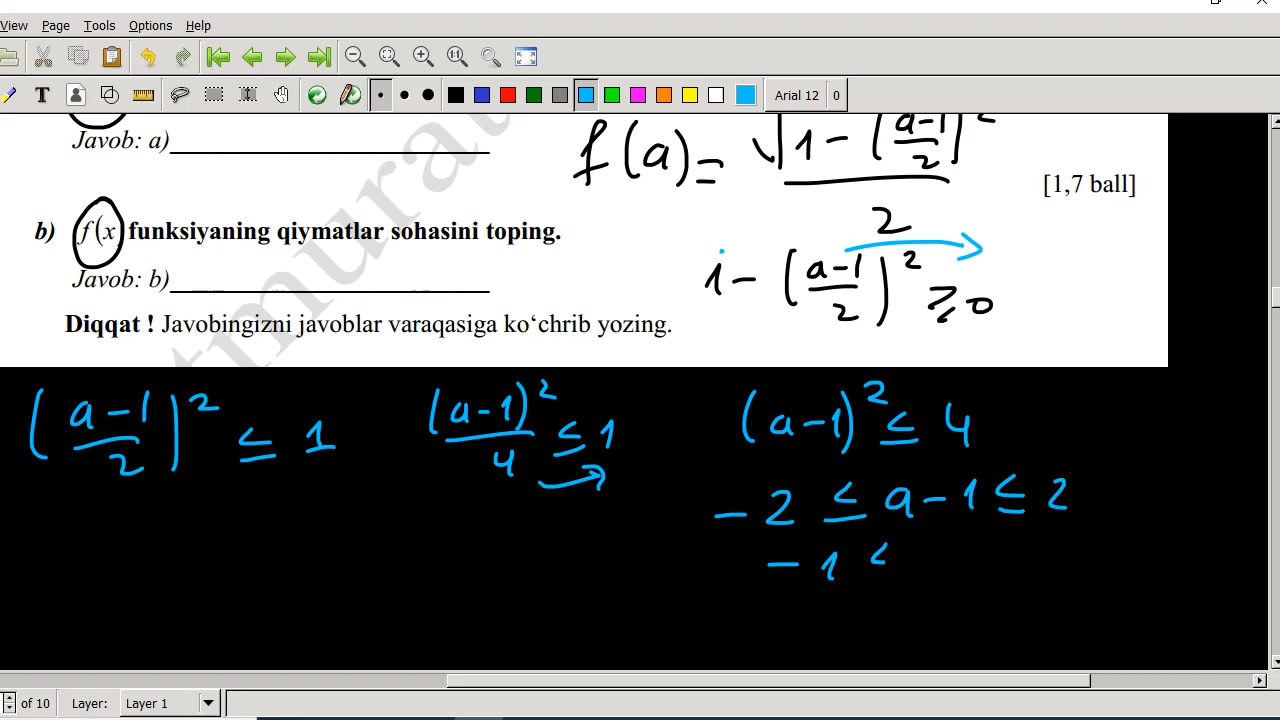 View Page Tools Options Help
T Arial 12 0
Javob: a)
f(a) = √1 - (a-1/2)²/2
[1,7 ball]
b) f(x) funksiyaning qiymatlar sohasini toping.
Javob: b)
1 - (a-1/2)² ≥ 0
Diqqat ! Javobingizni javoblar varaqasiga ko‘chrib yozing.
(a-1/2)² ≤ 1 (a-1)²/4 ≤ 1 (a-1)² ≤ 4
-2 ≤ a-1 ≤ 2
-1 <
of 10 Layer: Layer 1